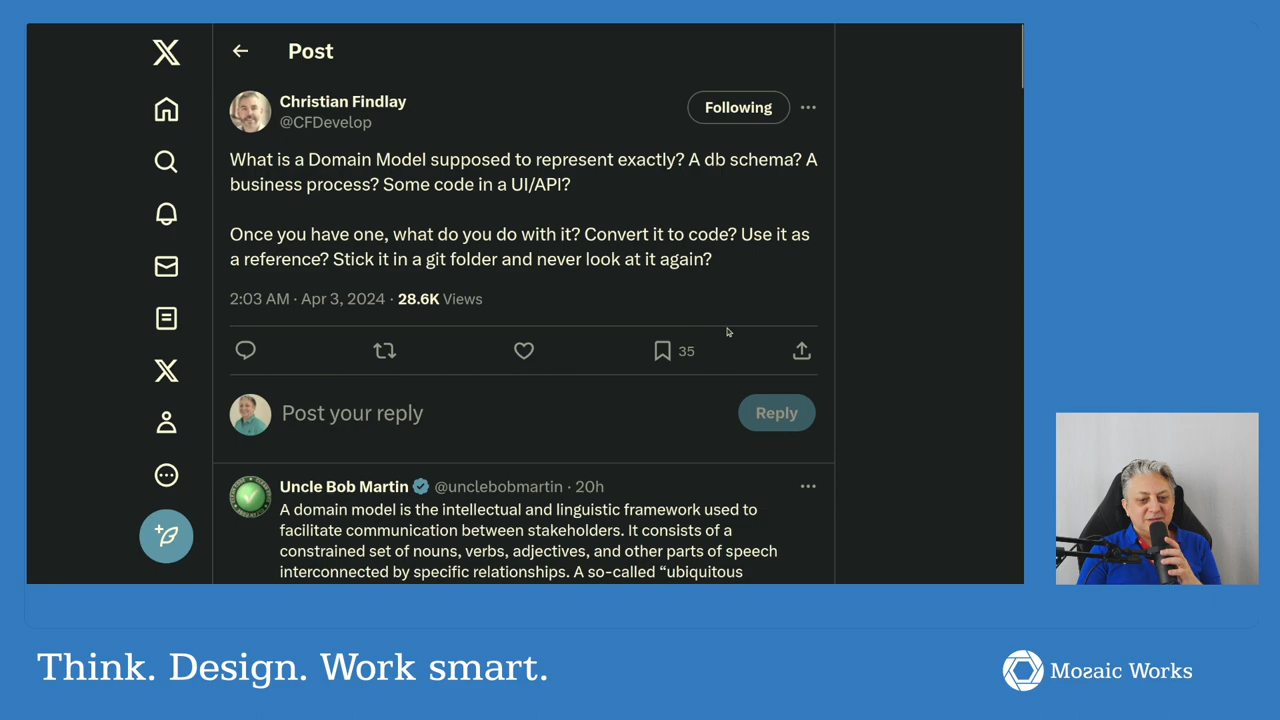 Post
Christian Findlay
@CFDevelop
Following
What is a Domain Model supposed to represent exactly? A db schema? A
business process? Some code in a UI/API?
Once you have one, what do you do with it? Convert it to code? Use it as
a reference? Stick it in a git folder and never look at it again?
2:03 AM · Apr 3, 2024 · 28.6K Views
35
Post your reply
Reply
Uncle Bob Martin @unclebobmartin · 20h
A domain model is the intellectual and linguistic framework used to
facilitate communication between stakeholders. It consists of a
constrained set of nouns, verbs, adjectives, and other parts of speech
interconnected by specific relationships. A so-called “ubiquitous
Think. Design. Work smart.
Mozaic Works